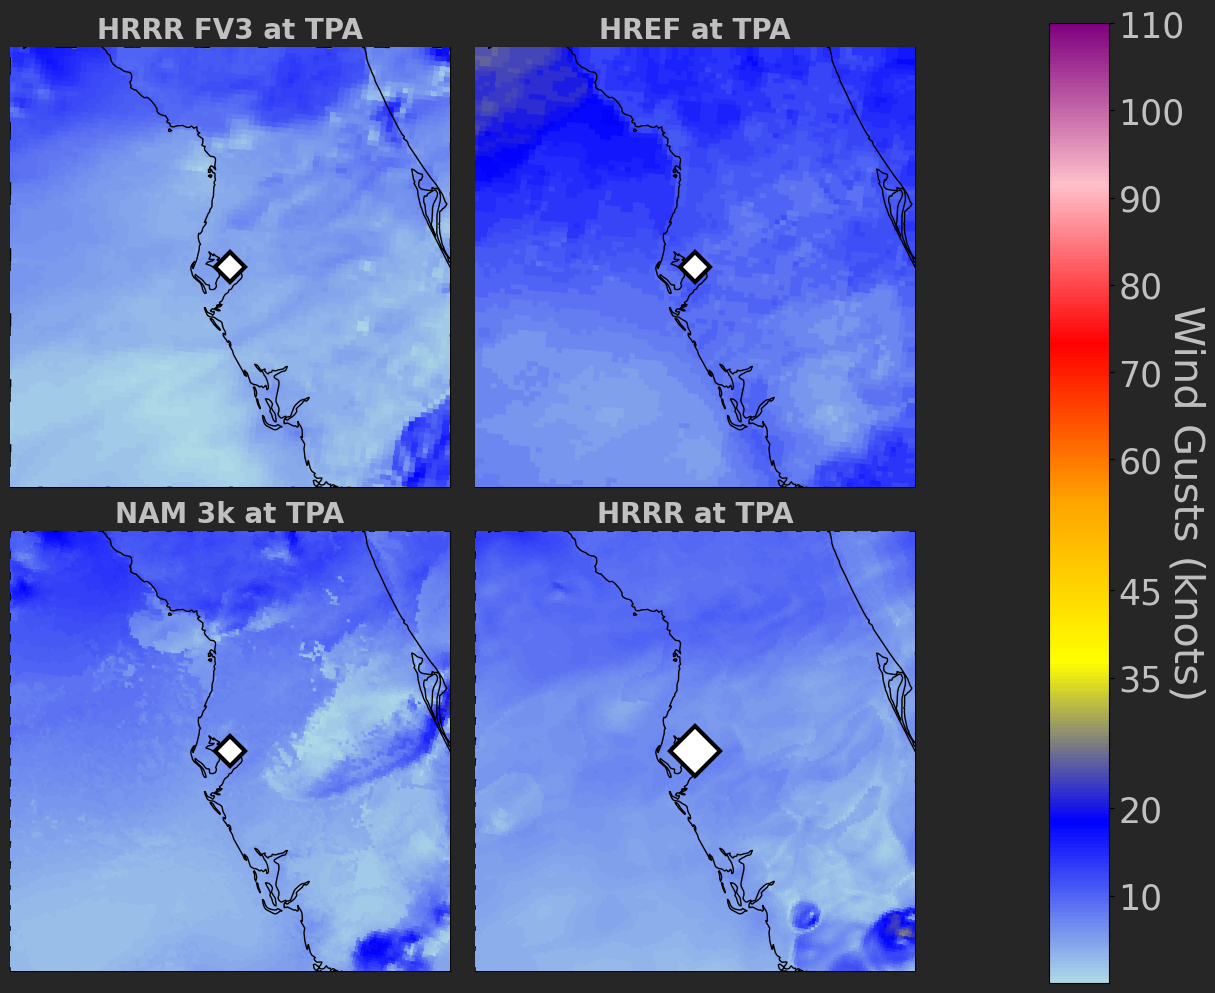 HRRR FV3 at TPA
HREF at TPA
NAM 3k at TPA
HRRR at TPA
110
100
90
80
70
60
45
35
20
10
Wind Gusts (knots)